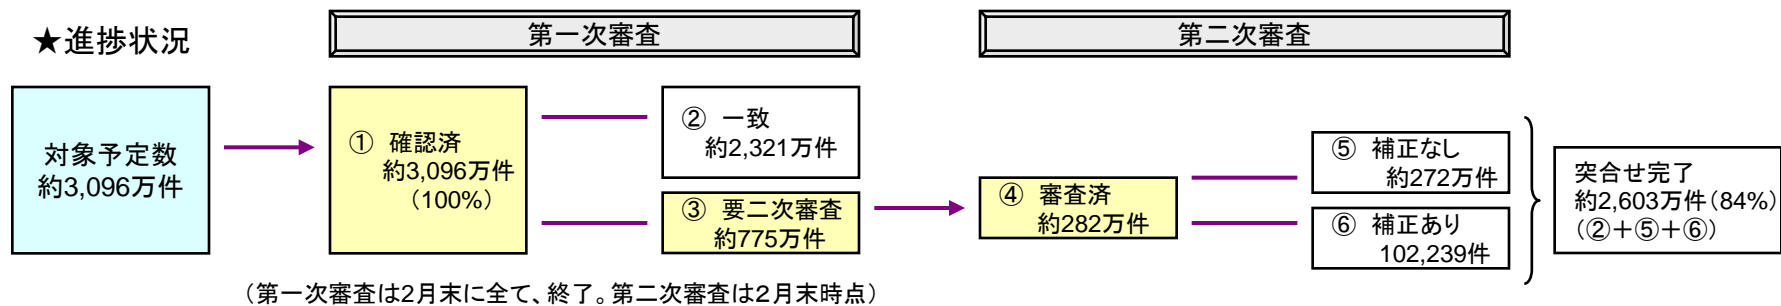 ★進捗状況
第一次審査
第二次審査
対象予定数
約3,096万件
① 確認済
約3,096万件
（100%）
② 一致
約2,321万件
③ 要二次審査
約775万件
④ 審査済
約282万件
⑤ 補正なし
約272万件
⑥ 補正あり
102,239件
突合せ完了
約2,603万件（84%）
（②＋⑤＋⑥）
（第一次審査は2月末に全て、終了。第二次審査は２月末時点）